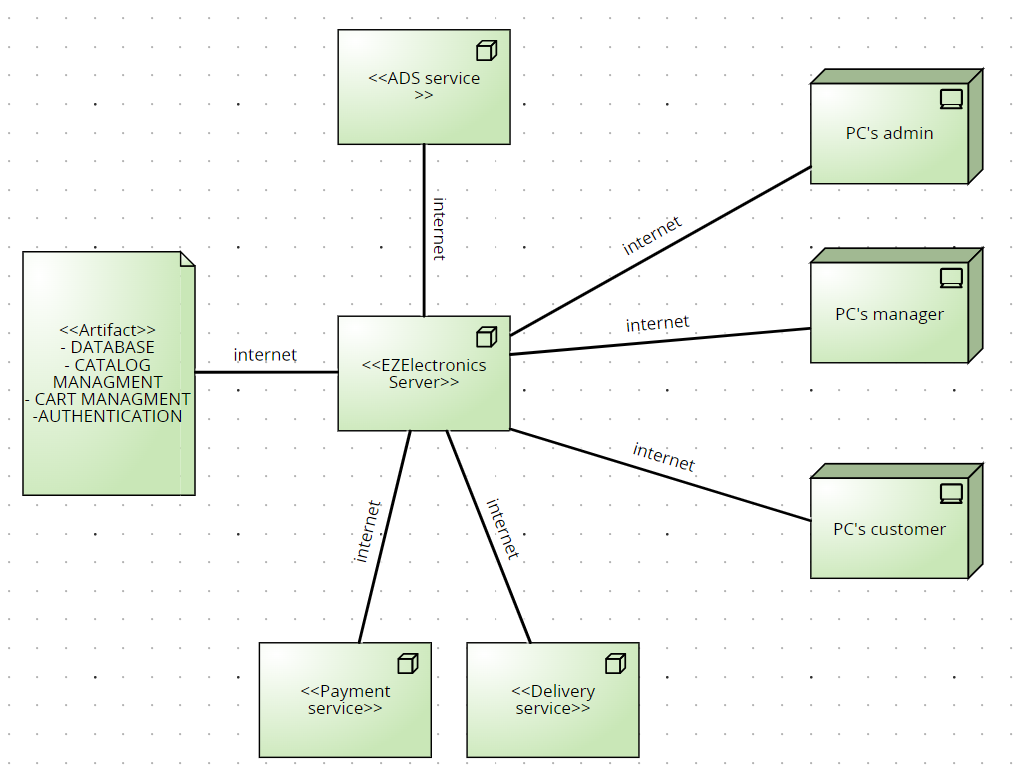 <<ADS service
>>
internet
PC's admin
internet
PC's manager
internet
<<Artifact>>
- DATABASE
- CATALOG
MANAGMENT
- CART MANAGMENT
-AUTHENTICATION
internet
<<EZElectronics
Server>>
internet
PC's customer
internet
internet
<<Payment
service>>
<<Delivery
service>>